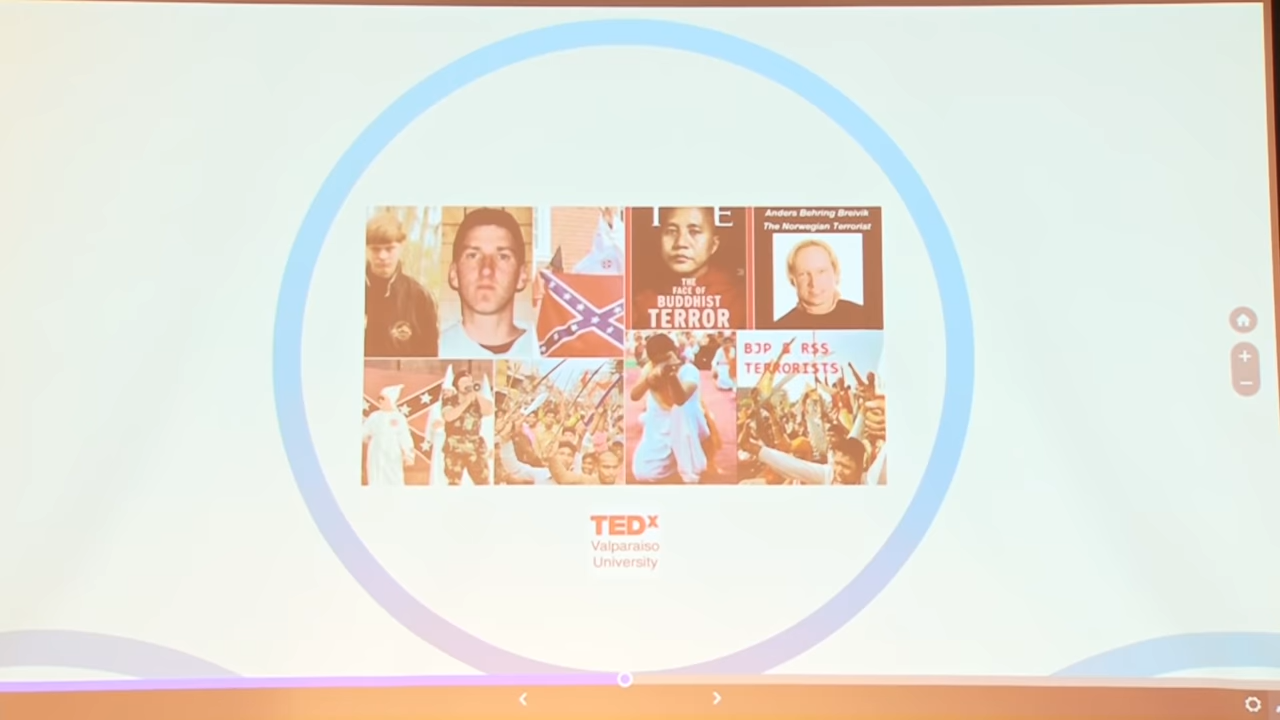 T E
THE
FACE OF
BUDDHIST
TERROR
Anders Behring Breivik
The Norwegian Terrorist
BJP & RSS
TERRORISTS
TEDx
Valparaiso
University